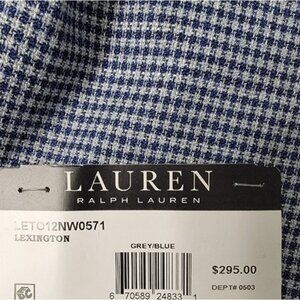 LAUREN
RALPH LAUREN
LETO12NW0571
LEXINGTON
GREY/BLUE
$295.00
6 70589 24833 1
DEPT# 0503